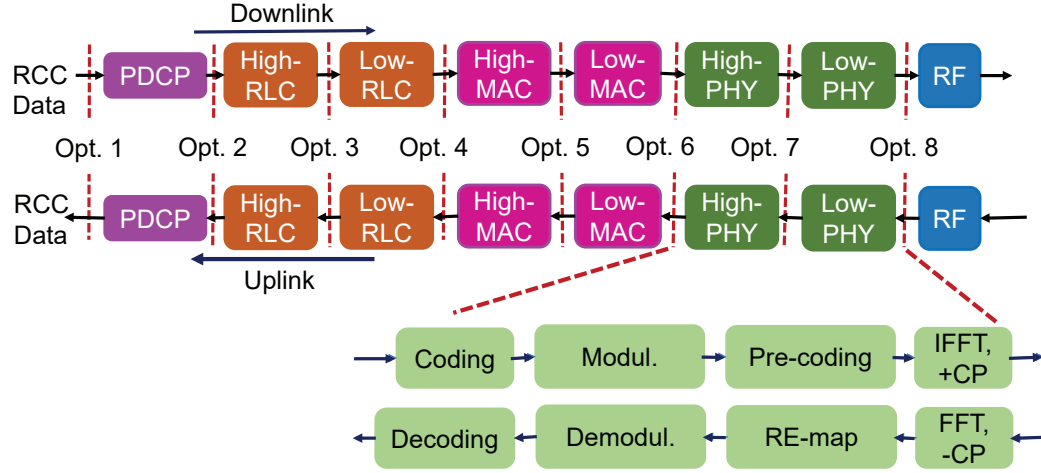 Downlink
RCC
Data
PDCP
High-
RLC
Low-
RLC
High-
MAC
Low-
MAC
High-
PHY
Low-
PHY
RF
Opt. 1
Opt. 2
Opt. 3
Opt. 4
Opt. 5
Opt. 6
Opt. 7
Opt. 8
RCC
Data
PDCP
High-
RLC
Low-
RLC
High-
MAC
Low-
MAC
High-
PHY
Low-
PHY
RF
Uplink
Coding
Modul.
Pre-coding
IFFT,
+CP
Decoding
Demodul.
RE-map
FFT,
-CP